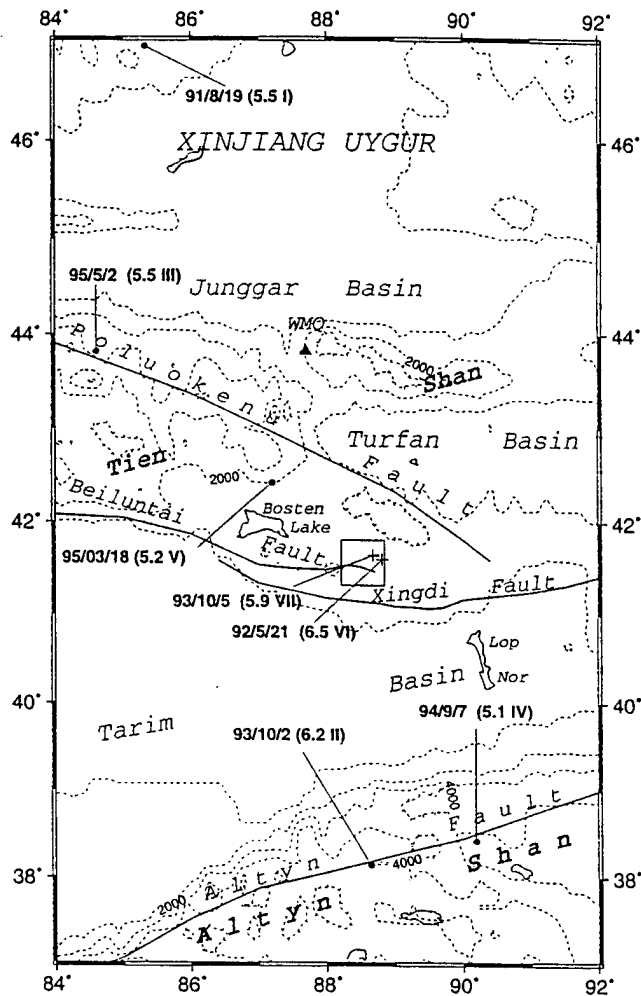 84° 86° 88° 90° 92°
91/8/19 (5.5 I)
46° 46°
XINJIANG UYGUR
95/5/2 (5.5 III)
Junggar Basin
WMQ
44° 44°
Poluokenu Fault
2000
Shan
Turfan Basin
Tien
2000
Beiluntai Fault
Bosten
Lake
42° 42°
95/03/18 (5.2 V)
93/10/5 (5.9 VII)
Xingdi Fault
92/5/21 (6.5 VI)
Lop
Nor
Basin
40° 40°
Tarim
93/10/2 (6.2 II)
94/9/7 (5.1 IV)
4000
Altyn Fault
4000
Altyn Shan
2000
38° 38°
84° 86° 88° 90° 92°